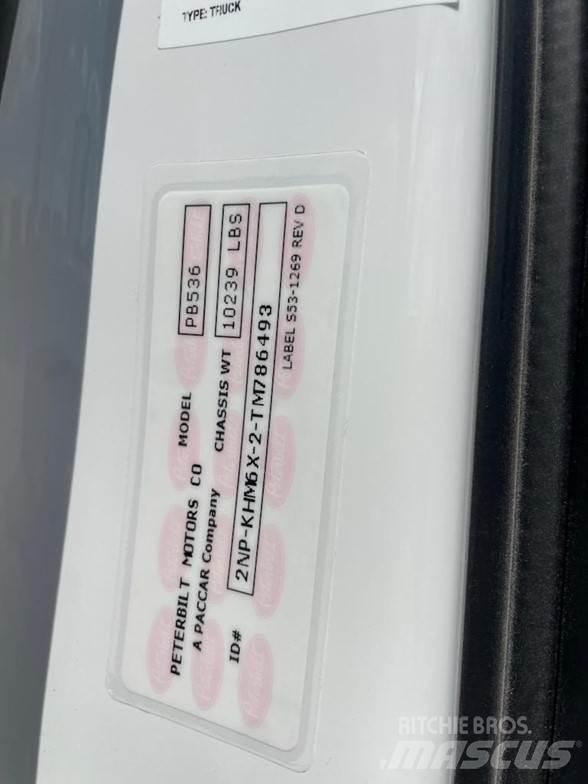 TYPE: TRUCK
PETERBILT MOTORS CO MODEL PB536
A PACCAR Company CHASSIS WT 10239 LBS
ID# 2NP-KHM6X-2-TM786493
LABEL S53-1269 REV D
RITCHIE BROS.
MASCUS